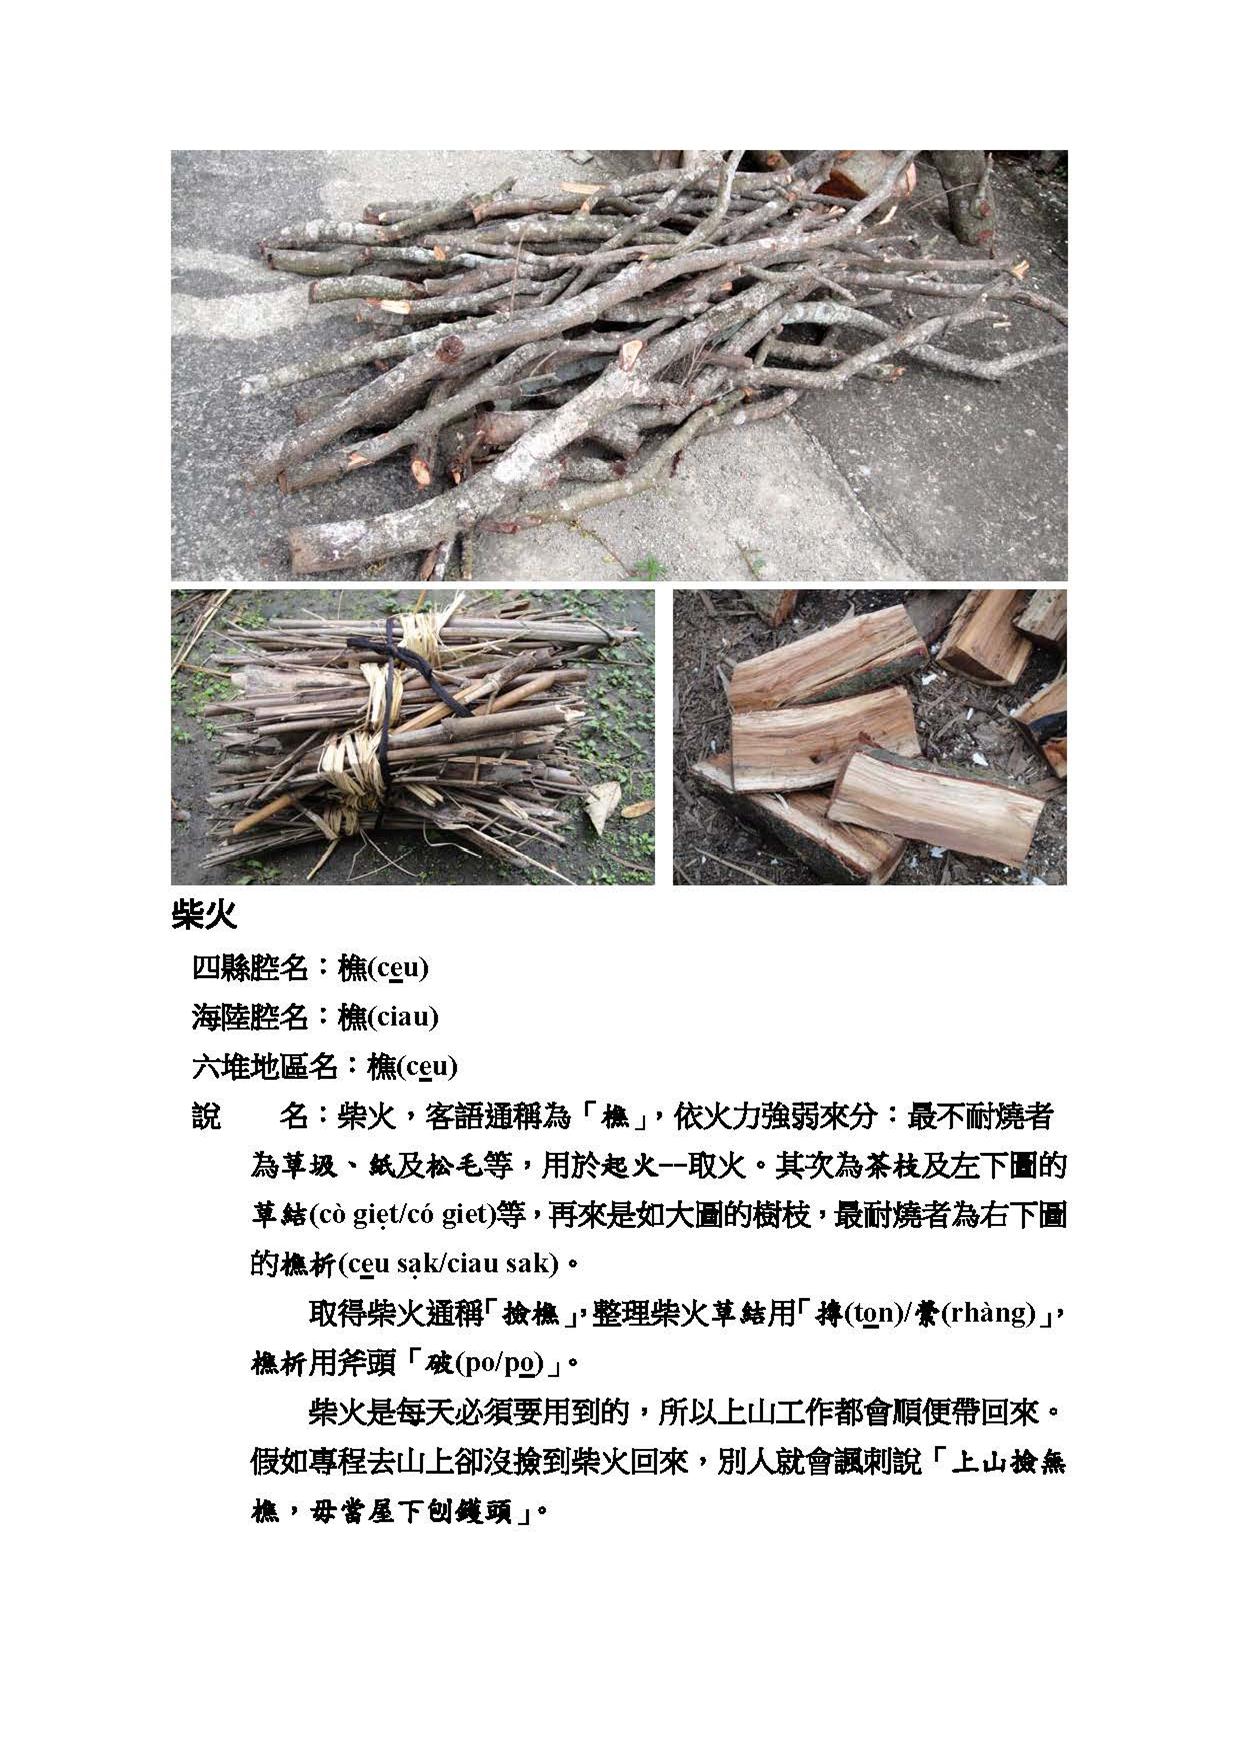 柴火
四縣腔名：樵(ce̲u)
海陸腔名：樵(ciau)
六堆地區名：樵(ce̲u)
說　　名：柴火，客語通稱為「樵」，依火力強弱來分：最不耐燒者
為草圾、紙及松毛等，用於起火--取火。其次為茶枝及左下圖的
草結(cò giẹt/có giet)等，再來是如大圖的樹枝，最耐燒者為右下圖
的樵析(ce̲u sạk/ciau sak)。
取得柴火通稱「撿樵」，整理柴火草結用「摶(to̲n)/縈(rhàng)」，
樵析用斧頭「破(po/po̲)」。
柴火是每天必須要用到的，所以上山工作都會順便帶回來。
假如專程去山上卻沒撿到柴火回來，別人就會諷刺說「上山撿無
樵，毋當屋下刨钁頭」。